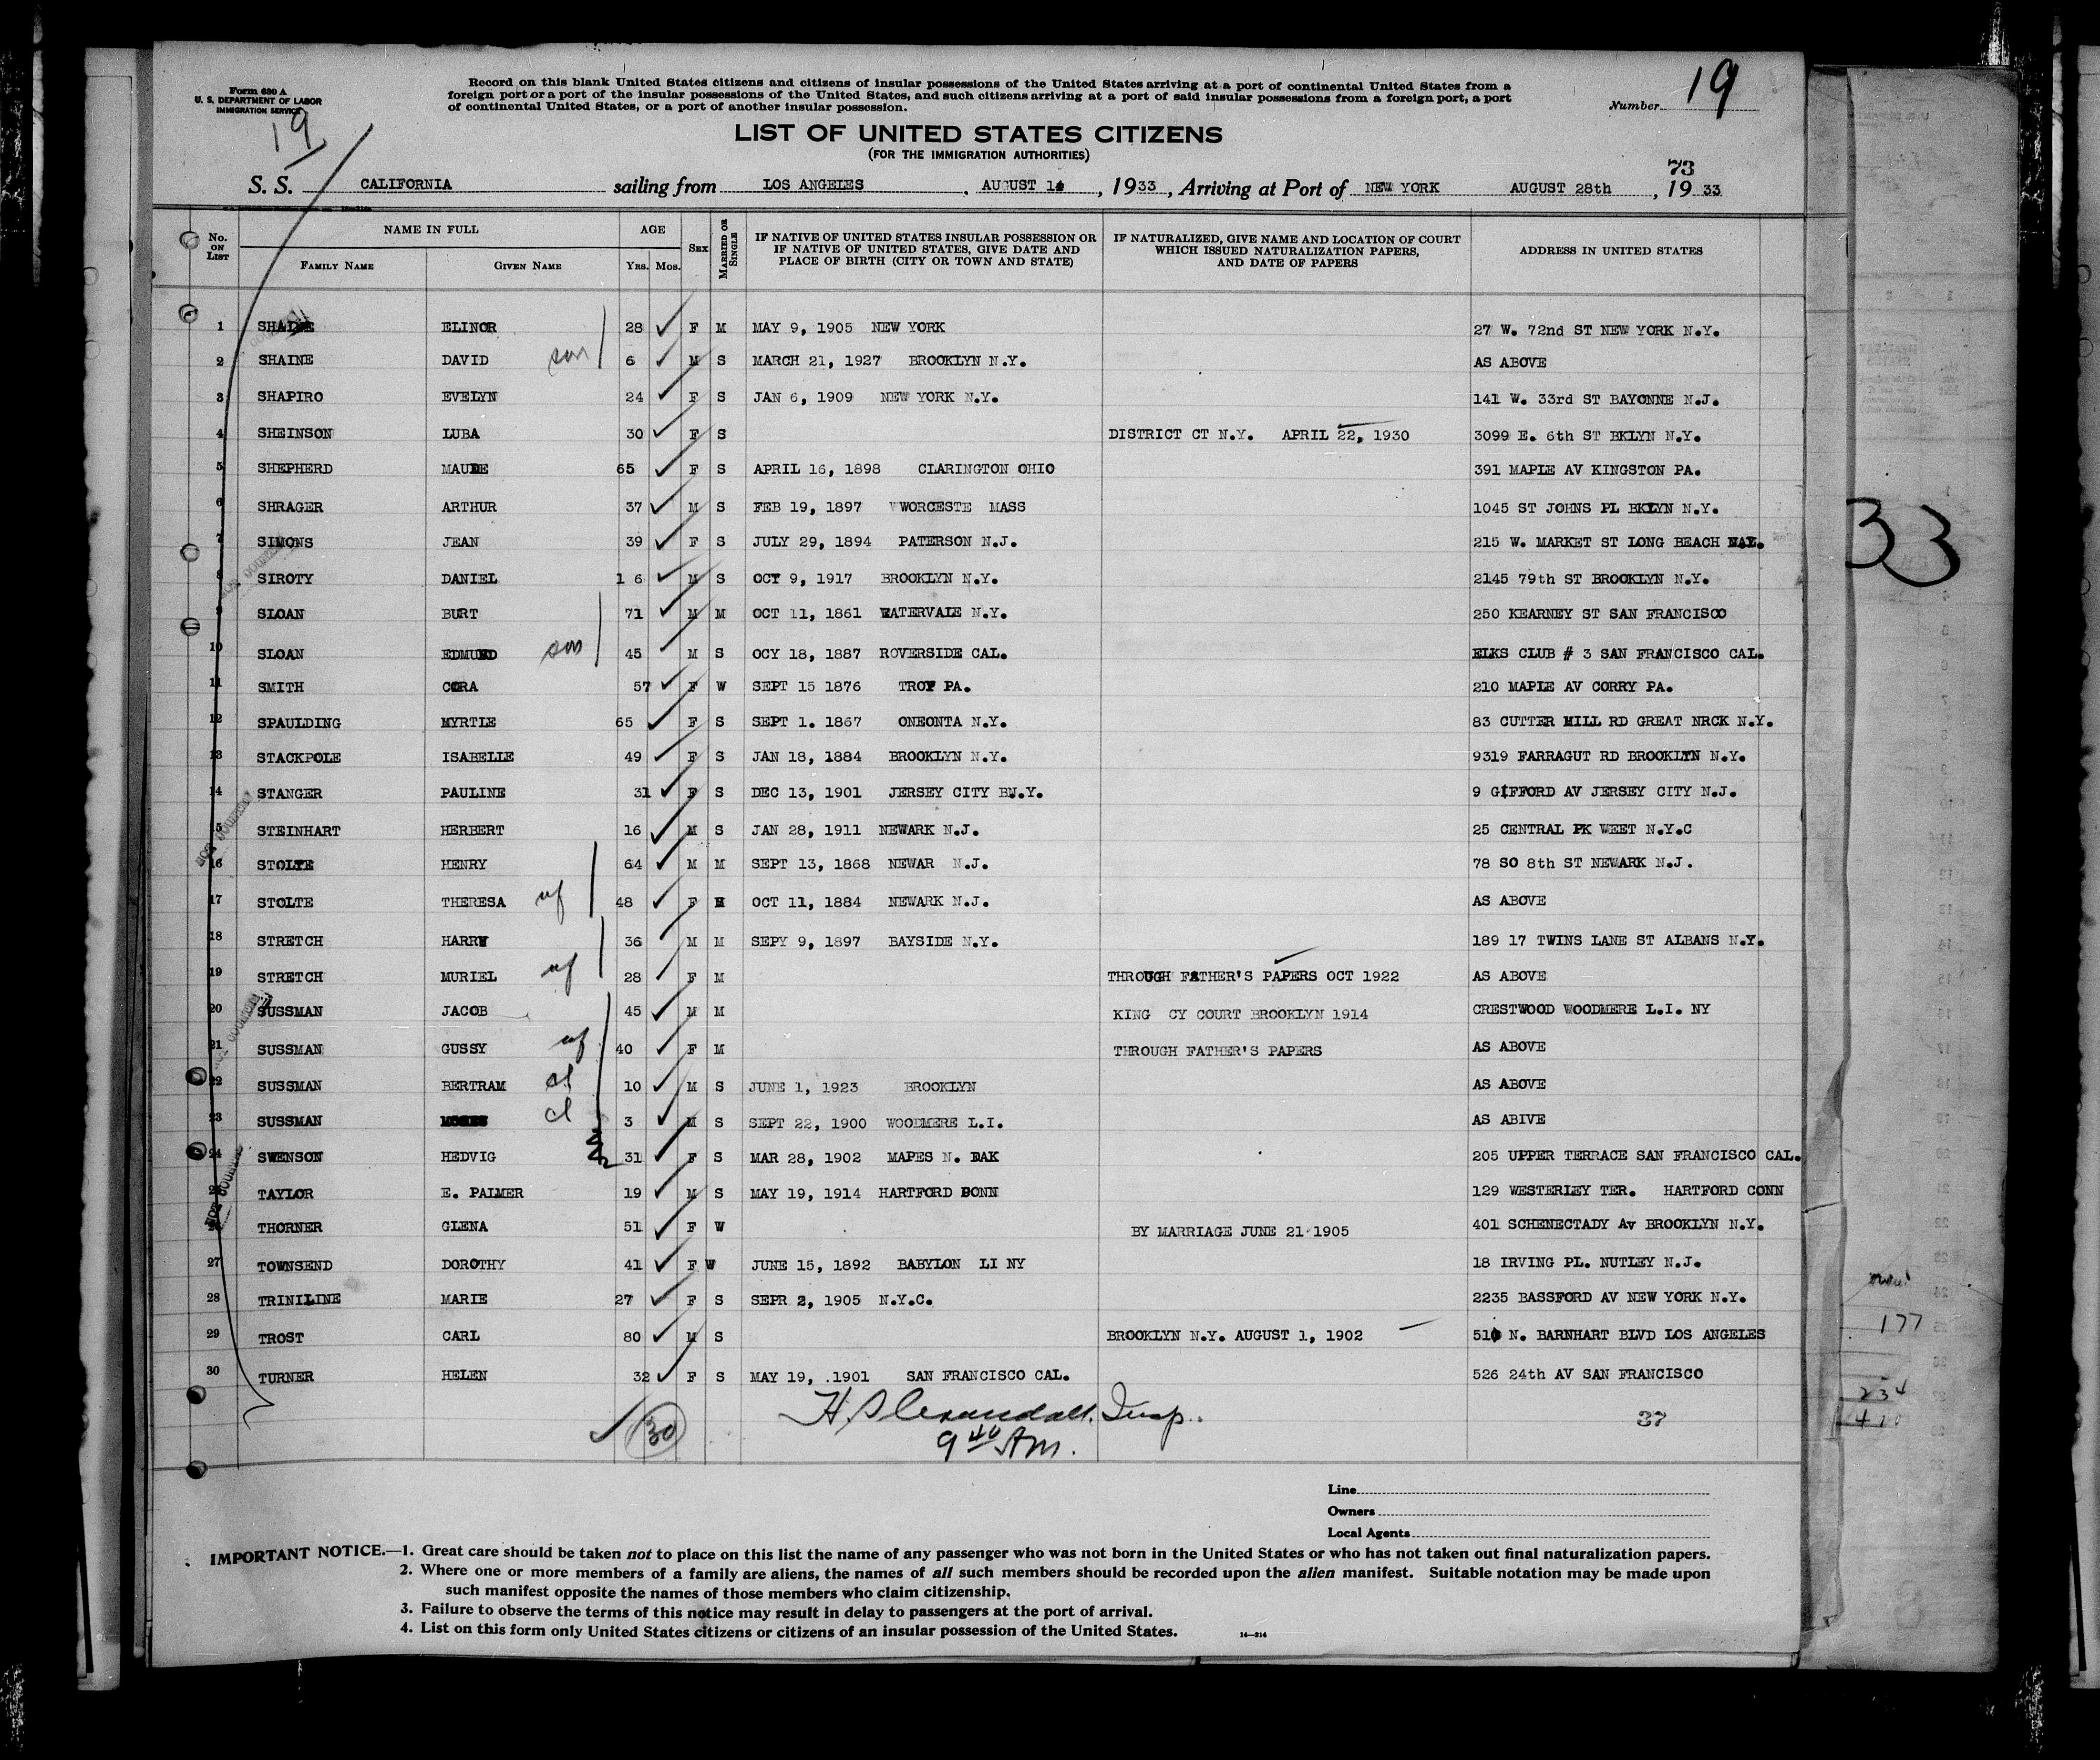 Form 630 A
U. S. DEPARTMENT OF LABOR
IMMIGRATION SERVICE
19
Record on this blank United States citizens and citizens of insular possessions of the United States arriving at a port of continental United States from a
foreign port or a port of the insular possessions of the United States, and such citizens arriving at a port of said insular possessions from a foreign port, a port
of continental United States, or a port of another insular possession.
Number 19
LIST OF UNITED STATES CITIZENS
(FOR THE IMMIGRATION AUTHORITIES)
73
S. S. CALIFORNIA sailing from LOS ANGELES, AUGUST 14, 1933, Arriving at Port of NEW YORK AUGUST 28th, 1933
No. ON LIST NAME IN FULL FAMILY NAME GIVEN NAME AGE YRS. MOS. SEX MARRIED OR SINGLE IF NATIVE OF UNITED STATES INSULAR POSSESSION OR IF NATIVE OF UNITED STATES, GIVE DATE AND PLACE OF BIRTH (CITY OR TOWN AND STATE) IF NATURALIZED, GIVE NAME AND LOCATION OF COURT WHICH ISSUED NATURALIZATION PAPERS, AND DATE OF PAPERS ADDRESS IN UNITED STATES
1 SHAINE ELINOR 28 F M MAY 9, 1905 NEW YORK 27 W. 72nd ST NEW YORK N.Y.
2 SHAINE DAVID son 6 M S MARCH 21, 1927 BROOKLYN N.Y. AS ABOVE
3 SHAPIRO EVELYN 24 F S JAN 6, 1909 NEW YORK N.Y. 141 W. 33rd ST BAYONNE N.J.
4 SHEINSON LUBA 30 F S DISTRICT CT N.Y. APRIL 22, 1930 3099 E. 6th ST BKLYN N.Y.
5 SHEPHERD MAUDE 65 F S APRIL 16, 1898 CLARINGTON OHIO 391 MAPLE AV KINGSTON PA.
6 SHRAGER ARTHUR 37 M S FEB 19, 1897 WORCESTE MASS 1045 ST JOHNS PL BKLYN N.Y.
7 SIMONS JEAN 39 F S JULY 29, 1894 PATERSON N.J. 215 W. MARKET ST LONG BEACH
8 SIROTY DANIEL 1 6 M S OCT 9, 1917 BROOKLYN N.Y. 2145 79th ST BROOKLYN N.Y.
9 SLOAN BURT 71 M M OCT 11, 1861 WATERVALE N.Y. 250 KEARNEY ST SAN FRANCISCO
10 SLOAN EDMUND son 45 M S OCY 18, 1887 ROVERSIDE CAL. ELKS CLUB # 3 SAN FRANCISCO CAL.
11 SMITH CORA 57 F W SEPT 15 1876 TROY PA. 210 MAPLE AV CORRY PA.
12 SPAULDING MYRTLE 65 F S SEPT 1. 1867 ONEONTA N.Y. 83 CUTTER MILL RD GREAT NRCK N.Y.
13 STACKPOLE ISABELLE 49 F S JAN 18, 1884 BROOKLYN N.Y. 9319 FARRAGUT RD BROOKLYN N.Y.
14 STANGER PAULINE 31 F S DEC 13, 1901 JERSEY CITY 9 GIFFORD AV JERSEY CITY N.J.
15 STEINHART HERBERT 16 M S JAN 28, 1911 NEWARK N.J. 25 CENTRAL PK WEET N.Y.C
16 STOLTE HENRY 64 M M SEPT 13, 1868 NEWAR N.J. 78 SO 8th ST NEWARK N.J.
17 STOLTE THERESA wf 48 F OCT 11, 1884 NEWARK N.J. AS ABOVE
18 STRETCH HARRY 36 M M SEPY 9, 1897 BAYSIDE N.Y. 189 17 TWINS LANE ST ALBANS N.Y.
19 STRETCH MURIEL wf 28 F M THROUGH FATHER'S PAPERS OCT 1922 AS ABOVE
20 SUSSMAN JACOB 45 M M KING CY COURT BROOKLYN 1914 CRESTWOOD WOODMERE L.I. NY
21 SUSSMAN GUSSY wf 40 F M THROUGH FATHER'S PAPERS AS ABOVE
22 SUSSMAN BERTRAM cl 10 M S JUNE 1, 1923 BROOKLYN AS ABOVE
23 SUSSMAN cl 3 M S SEPT 22, 1900 WOODMERE L.I. AS ABIVE
24 SWENSON HEDVIG 31 F S MAR 28, 1902 MAPES N. DAK 205 UPPER TERRACE SAN FRANCISCO CAL.
25 TAYLOR E. PALMER 19 M S MAY 19, 1914 HARTFORD CONN 129 WESTERLEY TER. HARTFORD CONN
26 THORNER GLENA 51 F W BY MARRIAGE JUNE 21 1905 401 SCHENECTADY Av BROOKLYN N.Y.
27 TOWNSEND DOROTHY 41 F W JUNE 15, 1892 BABYLON LI NY 18 IRVING PL. NUTLEY N.J.
28 TRINILINE MARIE 27 F S SEPR 2, 1905 N.Y.C. 2235 BASSFORD AV NEW YORK N.Y.
29 TROST CARL 80 M S BROOKLYN N.Y. AUGUST 1, 1902 510 N. BARNHART BLVD LOS ANGELES
30 TURNER HELEN 32 F S MAY 19, .1901 SAN FRANCISCO CAL. 526 24th AV SAN FRANCISCO
30 Insp. 37
9 40 AM.
Line
Owners
Local Agents
IMPORTANT NOTICE.—1. Great care should be taken not to place on this list the name of any passenger who was not born in the United States or who has not taken out final naturalization papers.
2. Where one or more members of a family are aliens, the names of all such members should be recorded upon the alien manifest. Suitable notation may be made upon
such manifest opposite the names of those members who claim citizenship.
3. Failure to observe the terms of this notice may result in delay to passengers at the port of arrival.
4. List on this form only United States citizens or citizens of an insular possession of the United States.
14—214
33
177
234